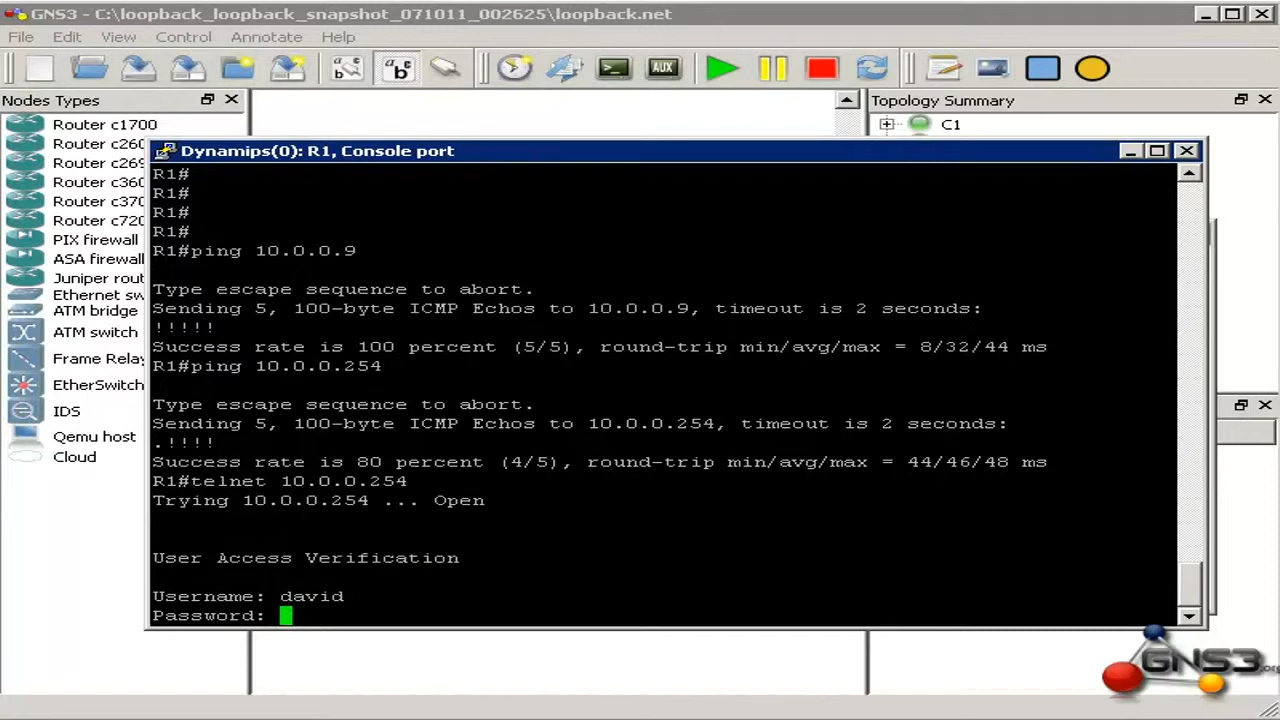 GNS3 - C:\loopback_loopback_snapshot_071011_002625\loopback.net
File Edit View Control Annotate Help
AUX
Nodes Types
Topology Summary
Router c1700
C1
Router c260
Router c269
Router c360
Router c370
Router c720
PIX firewall
ASA firewall
Juniper rout
Ethernet sw
ATM bridge
ATM switch
Frame Relay
EtherSwitch
IDS
Qemu host
Cloud
Dynamips(0): R1, Console port
R1#
R1#
R1#
R1#
R1#ping 10.0.0.9
Type escape sequence to abort.
Sending 5, 100-byte ICMP Echos to 10.0.0.9, timeout is 2 seconds:
!!!!!
Success rate is 100 percent (5/5), round-trip min/avg/max = 8/32/44 ms
R1#ping 10.0.0.254
Type escape sequence to abort.
Sending 5, 100-byte ICMP Echos to 10.0.0.254, timeout is 2 seconds:
.!!!!
Success rate is 80 percent (4/5), round-trip min/avg/max = 44/46/48 ms
R1#telnet 10.0.0.254
Trying 10.0.0.254 ... Open
User Access Verification
Username: david
Password:
GNS3.org